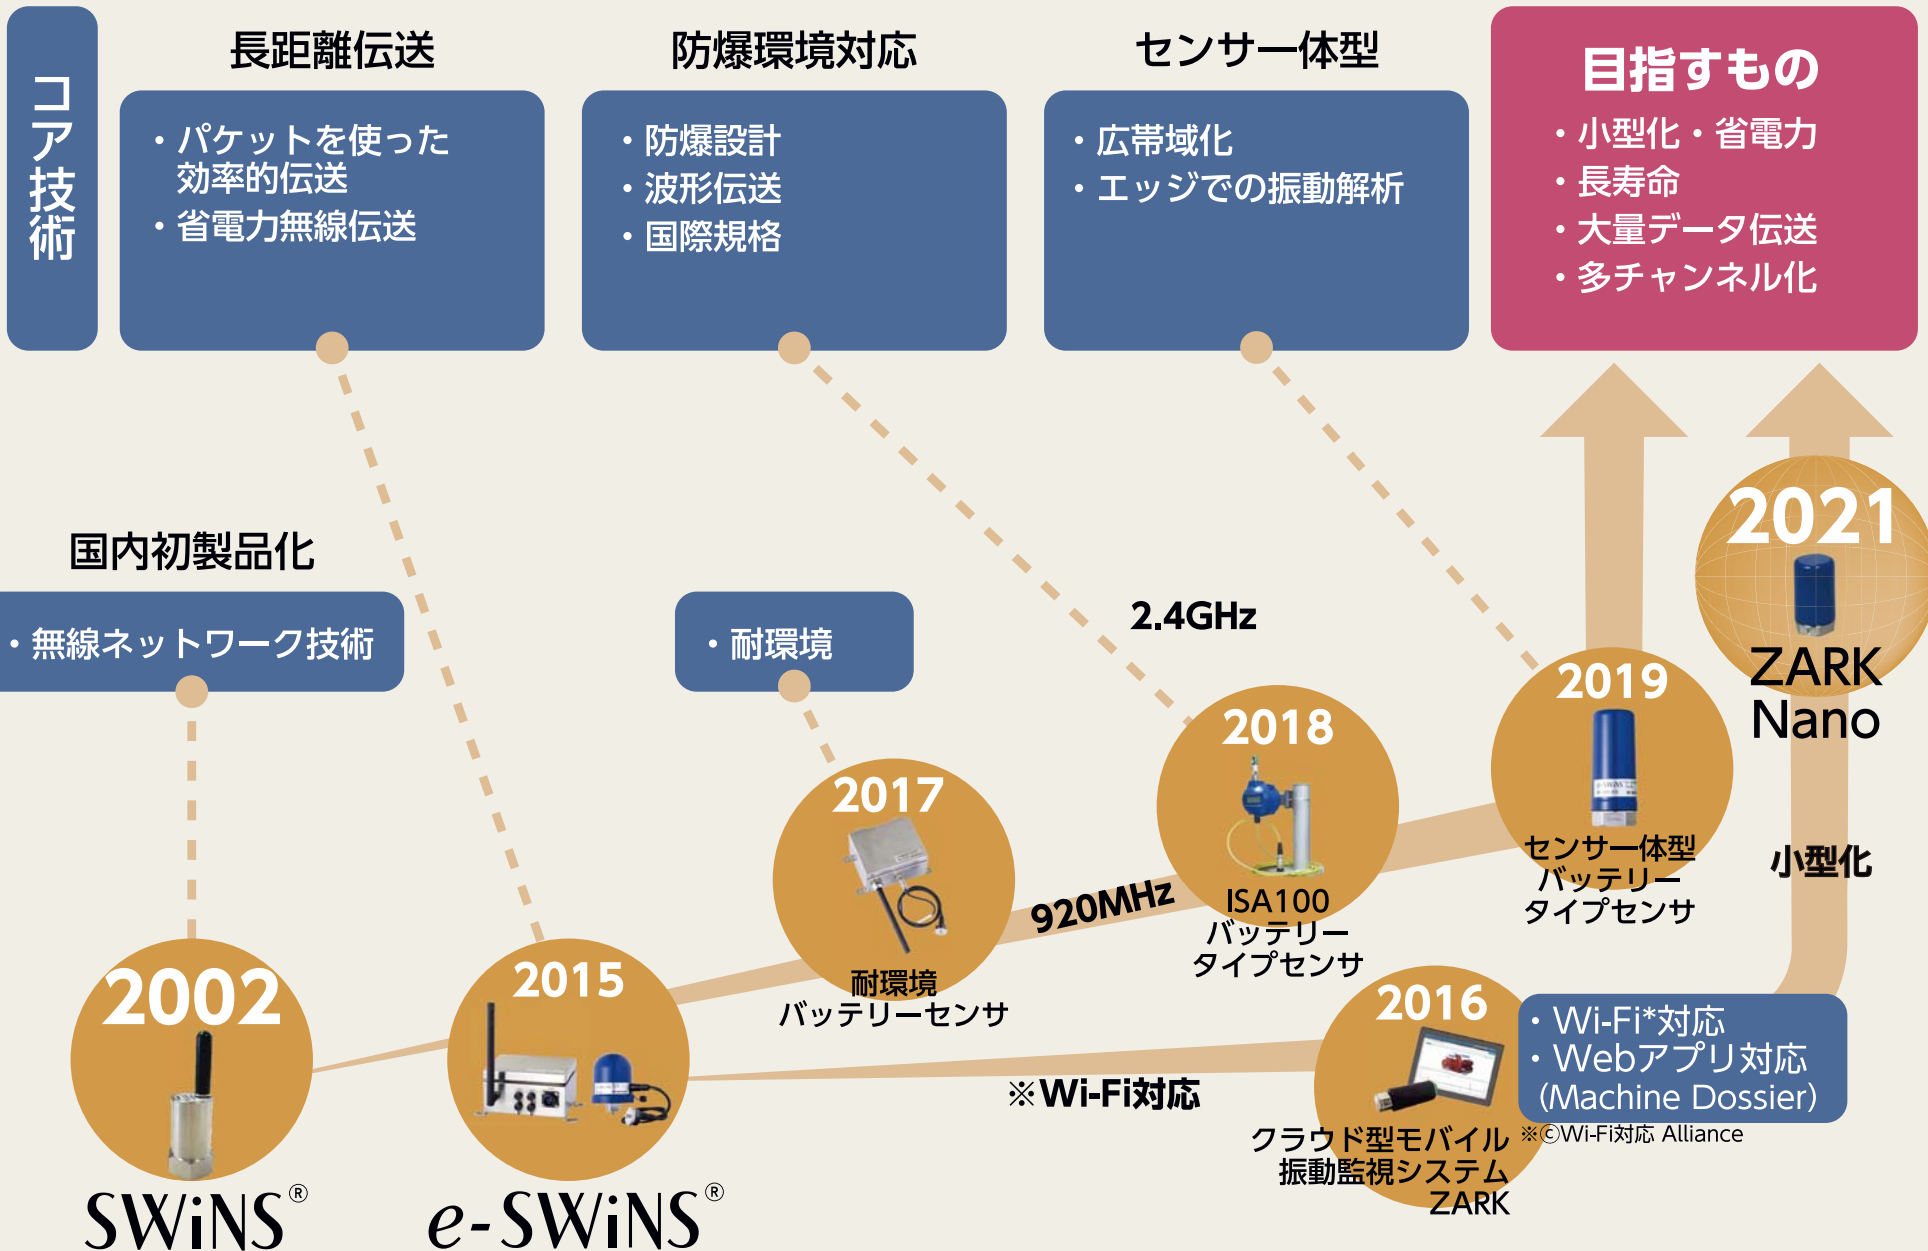 コア技術
長距離伝送
・パケットを使った
効率的伝送
・省電力無線伝送
防爆環境対応
・防爆設計
・波形伝送
・国際規格
センサー体型
・広帯域化
・エッジでの振動解析
目指すもの
・小型化・省電力
・長寿命
・大量データ伝送
・多チャンネル化
国内初製品化
・無線ネットワーク技術
・耐環境
2.4GHz
920MHz
※Wi-Fi対応
小型化
2002
SWiNS®
2015
e-SWiNS®
2017
耐環境
バッテリーセンサ
2018
ISA100
バッテリー
タイプセンサ
2019
センサー体型
バッテリー
タイプセンサ
2021
ZARK
Nano
2016
クラウド型モバイル
振動監視システム
ZARK
・Wi-Fi*対応
・Webアプリ対応
(Machine Dossier)
※©Wi-Fi対応 Alliance